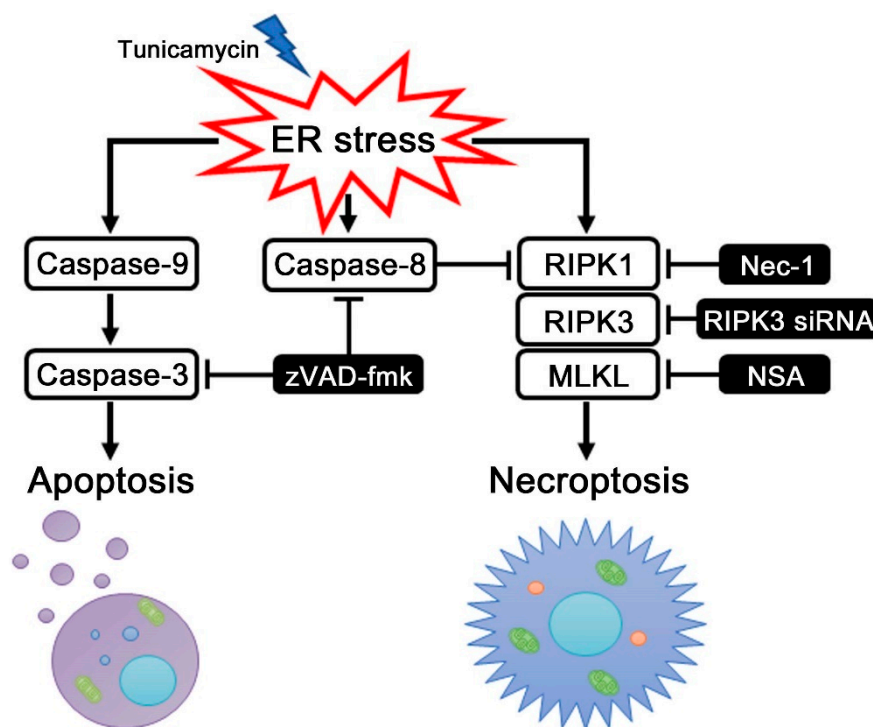 Tunicamycin
ER stress
Caspase-9
Caspase-8
RIPK1
Nec-1
RIPK3
RIPK3 siRNA
Caspase-3
zVAD-fmk
MLKL
NSA
Apoptosis
Necroptosis